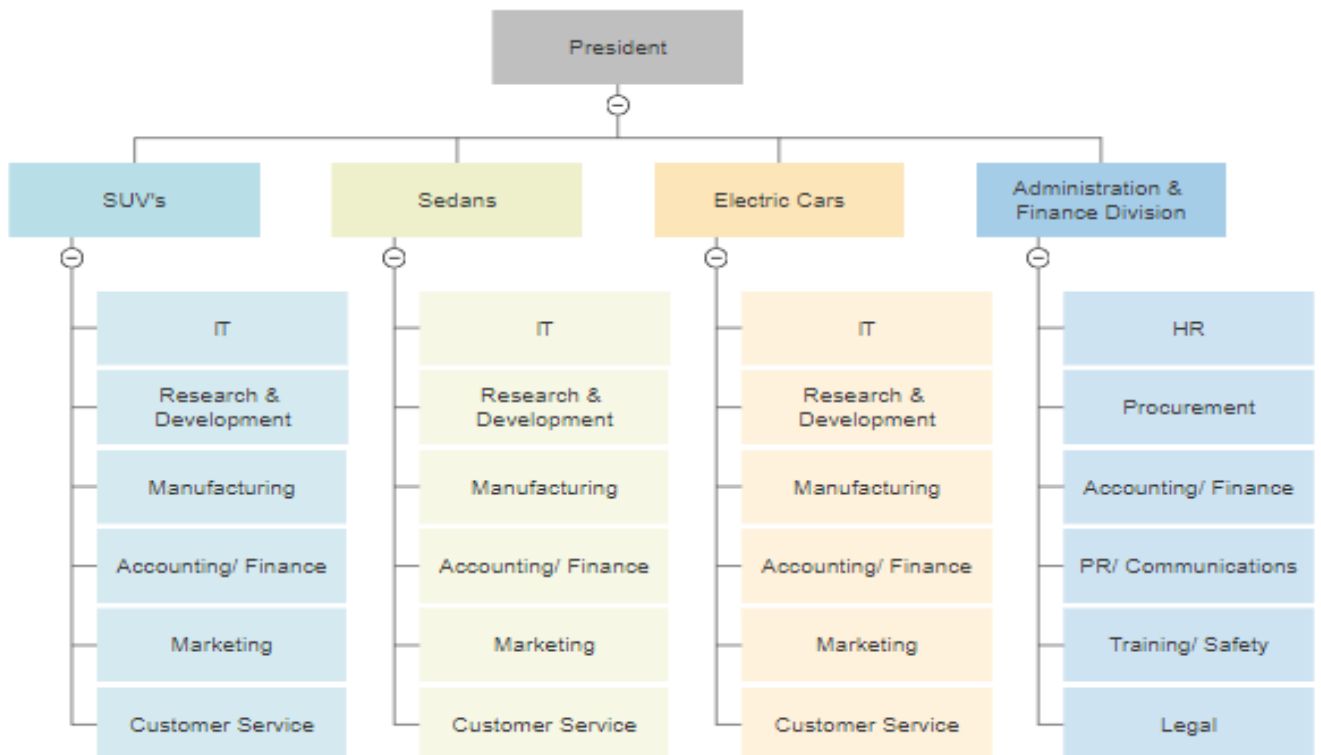 President
SUV's
Sedans
Electric Cars
Administration &
Finance Division
IT
Research &
Development
Manufacturing
Accounting/ Finance
Marketing
Customer Service
IT
Research &
Development
Manufacturing
Accounting/ Finance
Marketing
Customer Service
IT
Research &
Development
Manufacturing
Accounting/ Finance
Marketing
Customer Service
HR
Procurement
Accounting/ Finance
PR/ Communications
Training/ Safety
Legal